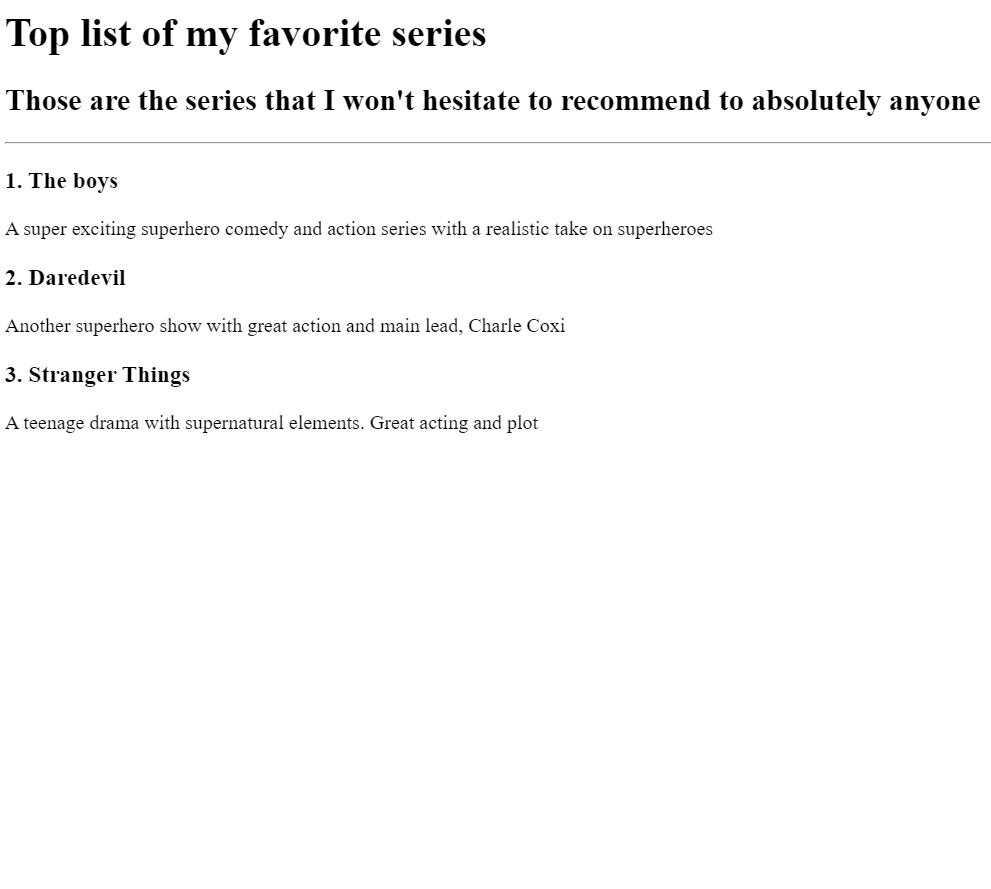 Top list of my favorite series
Those are the series that I won't hesitate to recommend to absolutely anyone
1. The boys
A super exciting superhero comedy and action series with a realistic take on superheroes
2. Daredevil
Another superhero show with great action and main lead, Charle Coxi
3. Stranger Things
A teenage drama with supernatural elements. Great acting and plot